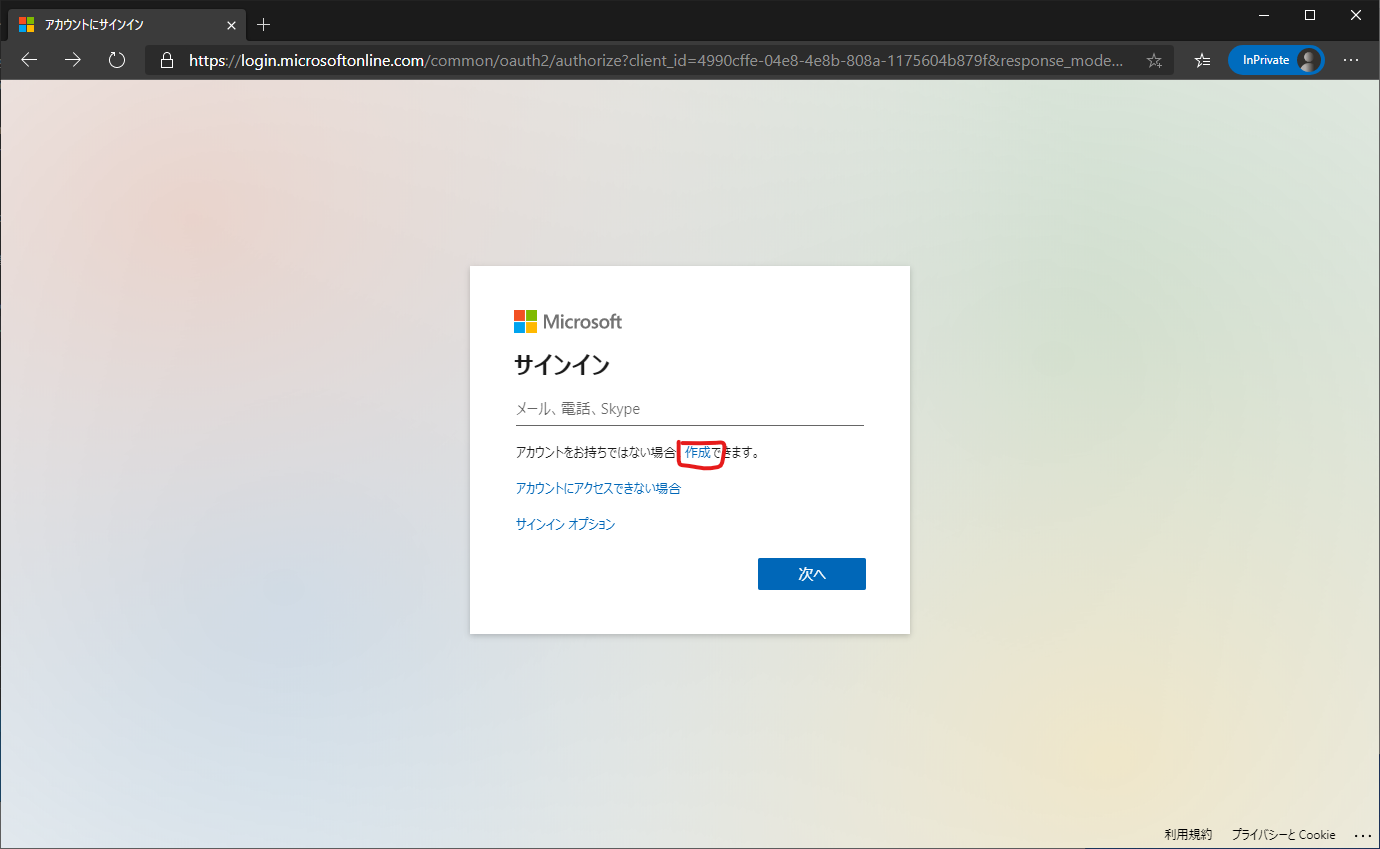 アカウントにサインイン
https://login.microsoftonline.com/common/oauth2/authorize?client_id=4990cffe-04e8-4e8b-808a-1175604b879f&response_mode...
InPrivate
Microsoft
サインイン
メール、電話、Skype
アカウントをお持ちではない場合、作成できます。
アカウントにアクセスできない場合
サインイン オプション
次へ
利用規約 プライバシーと Cookie ...